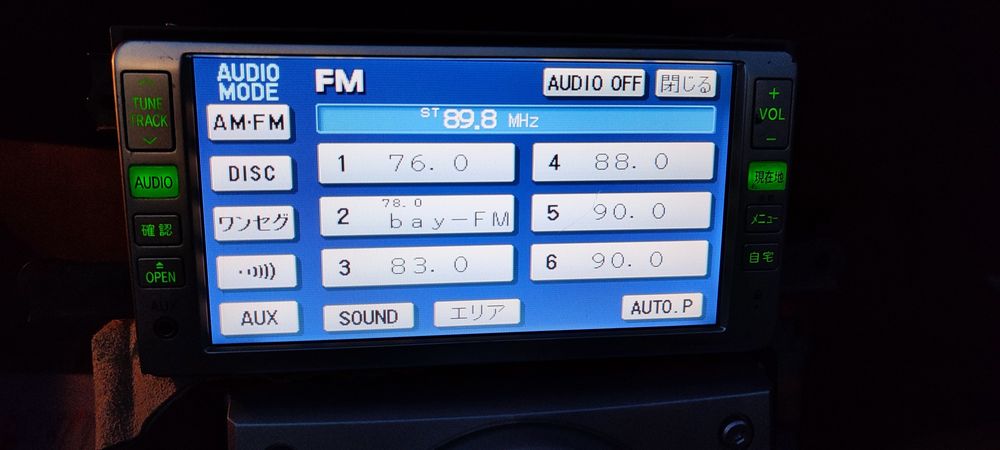 TUNE
TRACK
AUDIO
確認
OPEN
AUX
AUDIO
MODE
FM
AUDIO OFF
閉じる
AM·FM
ST 89.8 MHz
DISC
ワンセグ
AUX
1 76. 0
4 88. 0
78. 0
2 bay-FM
5 90. 0
3 83. 0
6 90. 0
SOUND
エリア
AUTO. P
+
VOL
-
現在地
メニュー
自宅